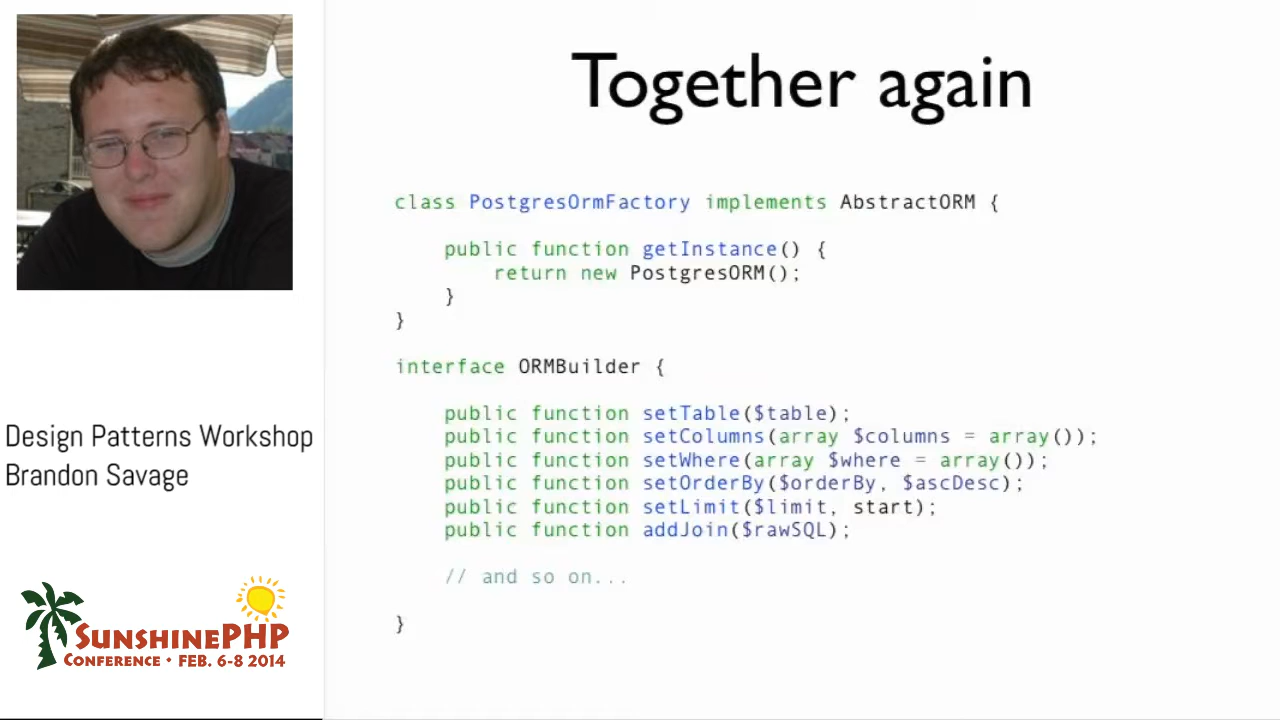 Together again
class PostgresOrmFactory implements AbstractORM {
public function getInstance() {
return new PostgresORM();
}
}
interface ORMBuilder {
public function setTable($table);
public function setColumns(array $columns = array());
public function setWhere(array $where = array());
public function setOrderBy($orderBy, $ascDesc);
public function setLimit($limit, start);
public function addJoin($rawSQL);
// and so on...
}
Design Patterns Workshop
Brandon Savage
SUNSHINEPHP
CONFERENCE • FEB. 6-8 2014